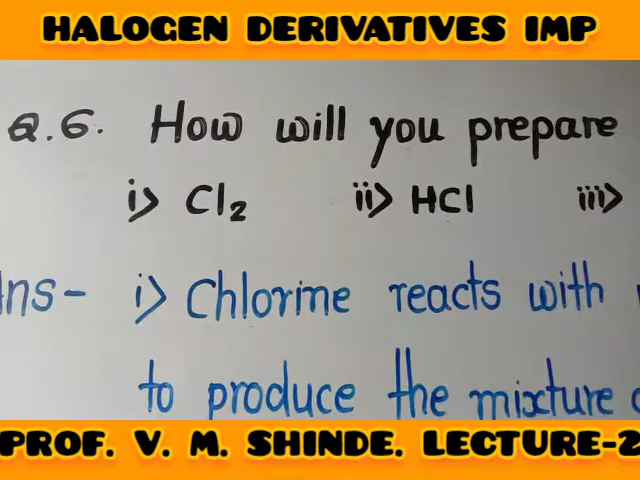 HALOGEN DERIVATIVES IMP
Q.6. How will you prepare
i> Cl2 ii> HCl iii>
Ans- i> Chlorine reacts with
to produce the mixture
PROF. V. M. SHINDE. LECTURE-2